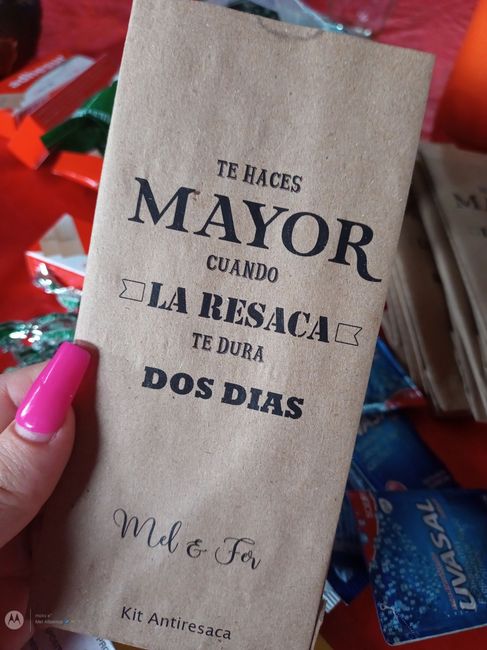 TE HACES
MAYOR
CUANDO
LA RESACA
TE DURA
DOS DIAS
Mel & Fer
Kit Antiresaca
UVASAL